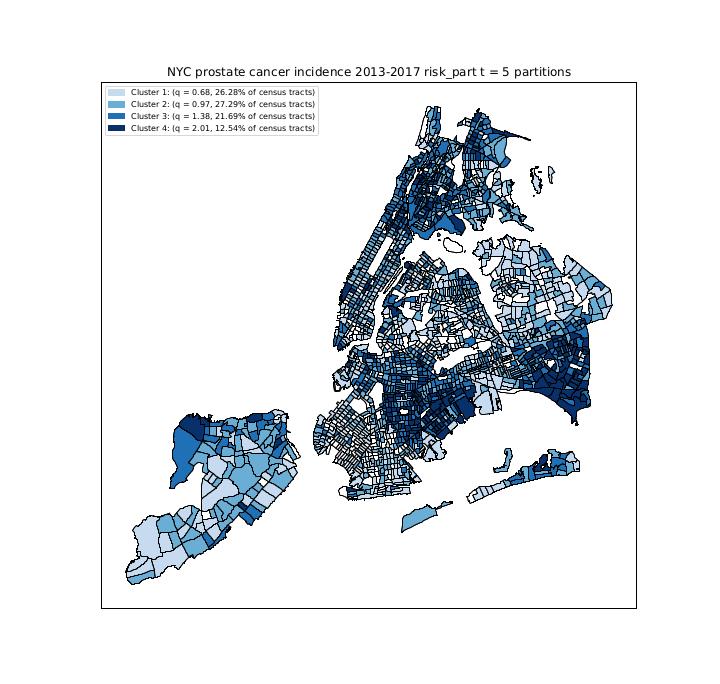 NYC prostate cancer incidence 2013-2017 risk_part t = 5 partitions
Cluster 1: (q = 0.68, 26.28% of census tracts)
Cluster 2: (q = 0.97, 27.29% of census tracts)
Cluster 3: (q = 1.38, 21.69% of census tracts)
Cluster 4: (q = 2.01, 12.54% of census tracts)